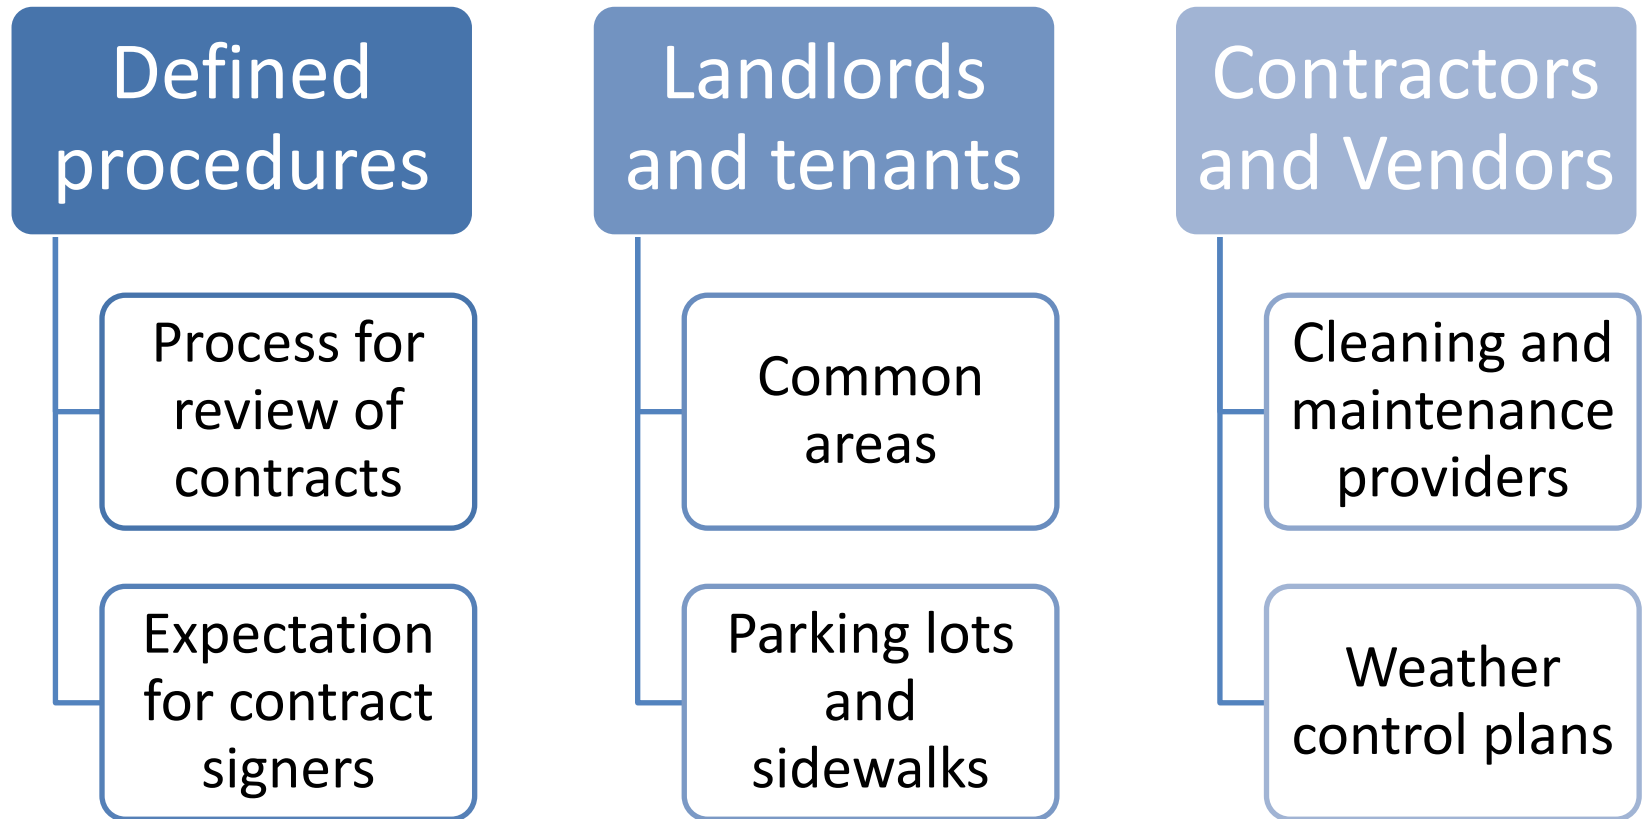 Defined
procedures
Process for
review of
contracts
Expectation
for contract
signers
Landlords
and tenants
Common
areas
Parking lots
and
sidewalks
Contractors
and Vendors
Cleaning and
maintenance
providers
Weather
control plans